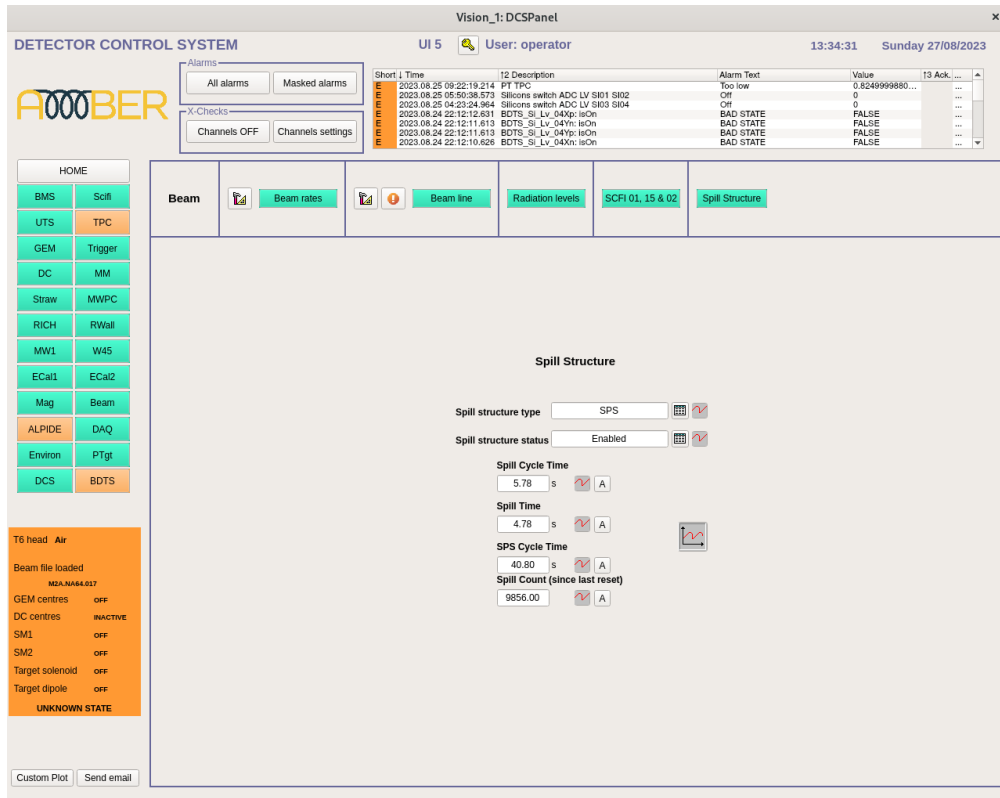 Vision_1: DCSPanel
×
DETECTOR CONTROL SYSTEM
UI 5
User: operator
13:34:31
Sunday 27/08/2023
AMBER
Alarms
All alarms
Masked alarms
X-Checks
Channels OFF
Channels settings
Short ↓ Time ↑2 Description Alarm Text Value ↑3 Ack. ...
E 2023.08.25 09:22:19.214 PT TPC Too low 0.8249999880... ...
E 2023.08.25 05:50:38.573 Silicons switch ADC LV SI01 SI02 Off 0 ...
E 2023.08.25 04:23:24.964 Silicons switch ADC LV SI03 SI04 Off 0 ...
E 2023.08.24 22:12:12.631 BDTS_Si_Lv_04Xp: isOn BAD STATE FALSE ...
E 2023.08.24 22:12:11.613 BDTS_Si_Lv_04Yn: isOn BAD STATE FALSE ...
E 2023.08.24 22:12:11.613 BDTS_Si_Lv_04Yp: isOn BAD STATE FALSE ...
E 2023.08.24 22:12:10.626 BDTS_Si_Lv_04Xn: isOn BAD STATE FALSE ...
HOME
BMS Scifi
UTS TPC
GEM Trigger
DC MM
Straw MWPC
RICH RWall
MW1 W45
ECal1 ECal2
Mag Beam
ALPIDE DAQ
Environ PTgt
DCS BDTS
T6 head Air
Beam file loaded
M2A.NA64.017
GEM centres OFF
DC centres INACTIVE
SM1 OFF
SM2 OFF
Target solenoid OFF
Target dipole OFF
UNKNOWN STATE
Custom Plot Send email
Beam
Beam rates
Beam line
Radiation levels
SCFI 01, 15 & 02
Spill Structure
Spill Structure
Spill structure type SPS
Spill structure status Enabled
Spill Cycle Time
5.78 s A
Spill Time
4.78 s A
SPS Cycle Time
40.80 s A
Spill Count (since last reset)
9856.00 A